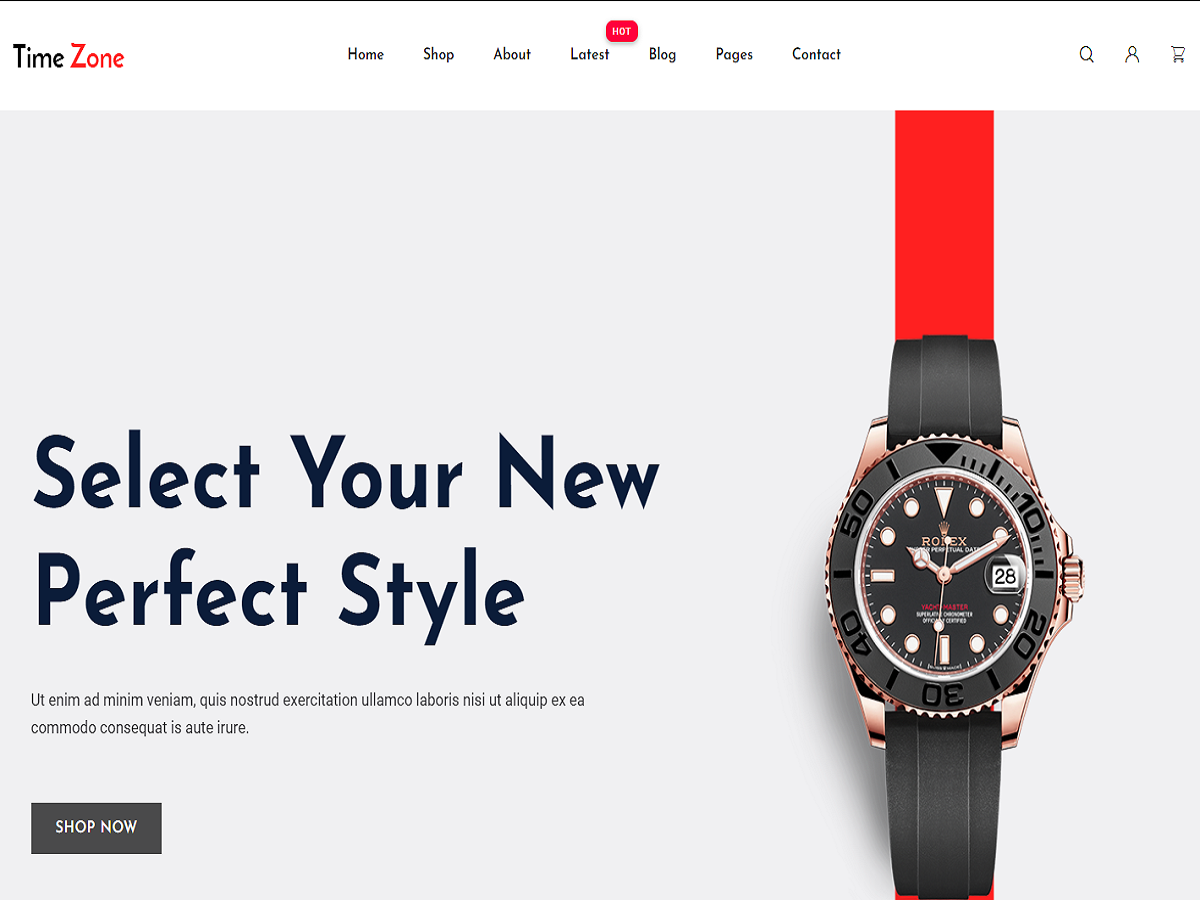 HOT
Time Zone
Home Shop About Latest Blog Pages Contact
Select Your New
Perfect Style
Ut enim ad minim veniam, quis nostrud exercitation ullamco laboris nisi ut aliquip ex ea
commodo consequat is aute irure.
SHOP NOW
10
50
ROLEX
PERPETUAL DATE
28
YACHT-MASTER
SUPERLATIVE CHRONOMETER
OFFICIALLY CERTIFIED
20
40
30